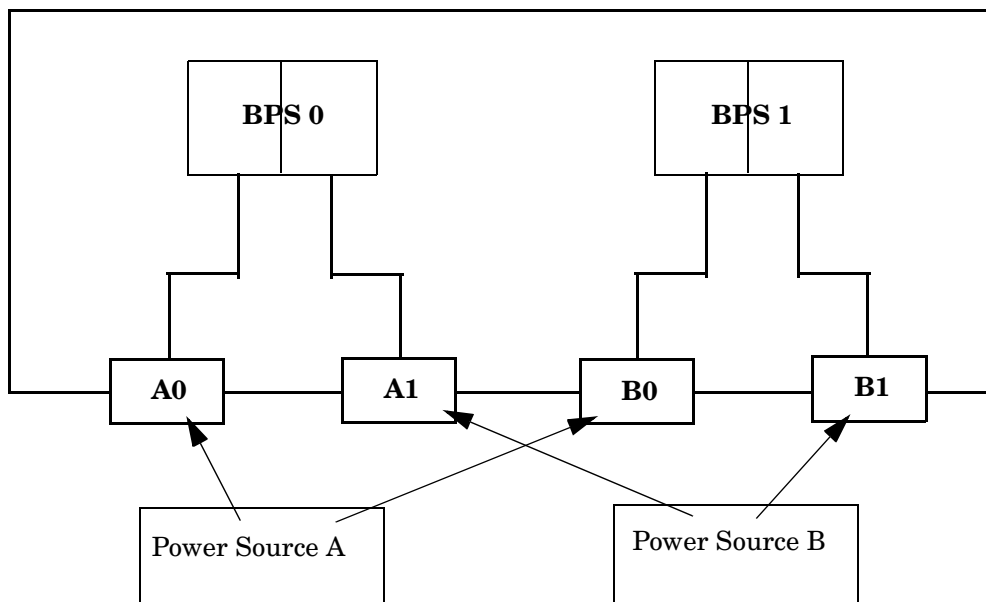 BPS 0
BPS 1
A0
A1
B0
B1
Power Source A
Power Source B